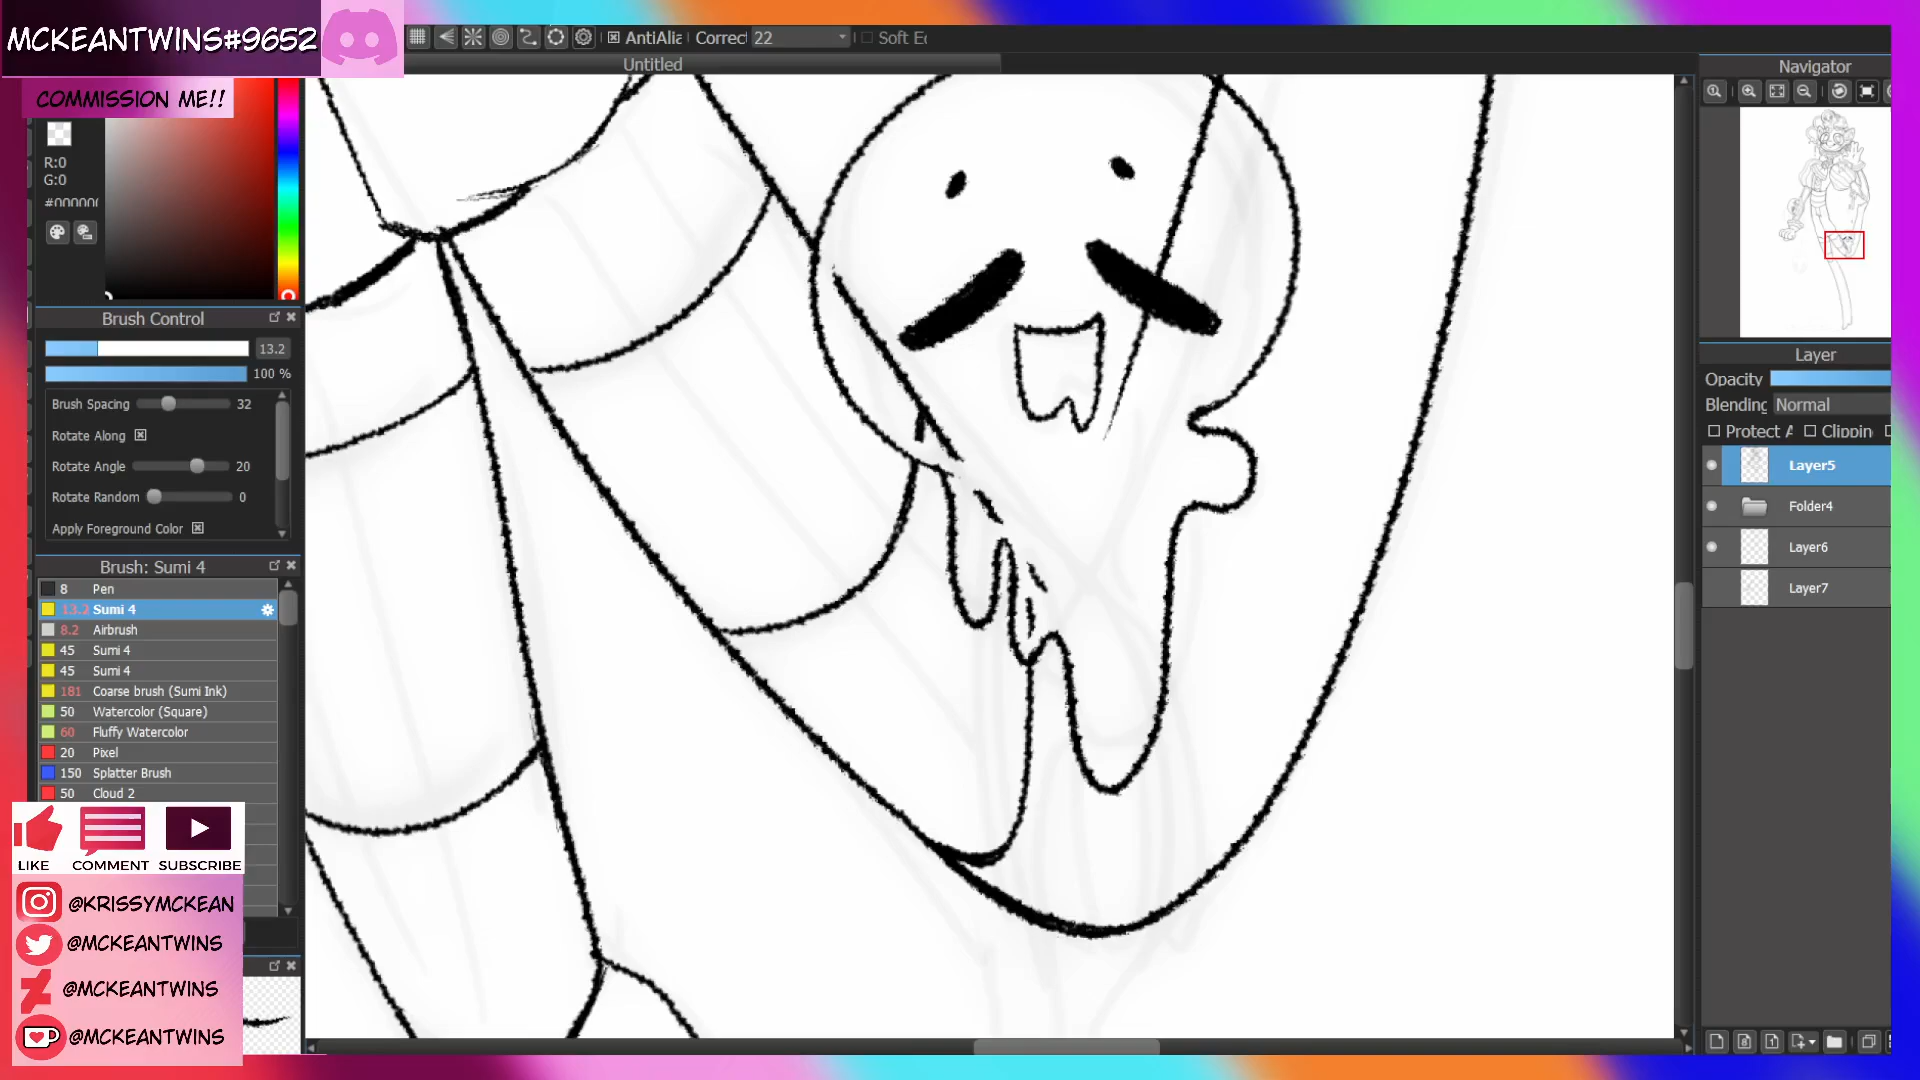 MCKEANTWINS#9652
COMMISSION ME!!
AntiAlia
Correct
22
Soft Ed
Untitled
Navigator
R:0
G:0
#000000
Brush Control
13.2
100 %
Brush Spacing
32
Rotate Along
Rotate Angle
20
Rotate Random
0
Apply Foreground Color
Brush: Sumi 4
8 Pen
13.2 Sumi 4
8.2 Airbrush
45 Sumi 4
45 Sumi 4
181 Coarse brush (Sumi Ink)
50 Watercolor (Square)
60 Fluffy Watercolor
20 Pixel
150 Splatter Brush
50 Cloud 2
LIKE COMMENT SUBSCRIBE
@KRISSYMCKEAN
@MCKEANTWINS
@MCKEANTWINS
@MCKEANTWINS
Layer
Opacity
Blending Normal
Protect A
Clippin
Layer5
Folder4
Layer6
Layer7